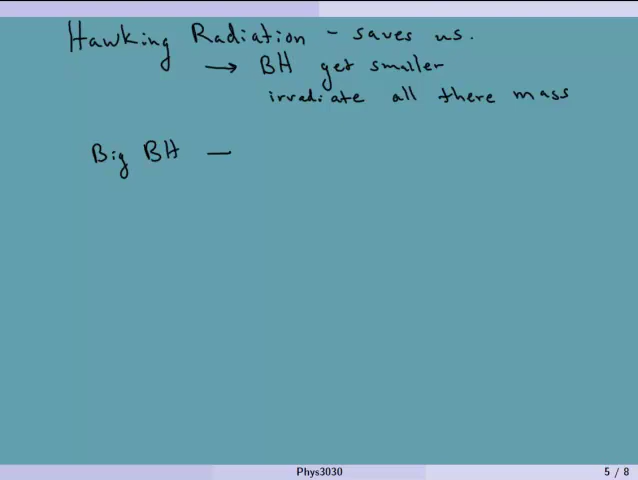 Hawking Radiation - saves us.
→ BH get smaller
irradiate all there mass
Big BH —
Phys3030
5 / 8